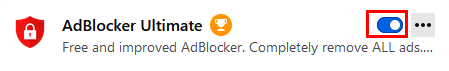 AdBlocker Ultimate
Free and improved AdBlocker. Completely remove ALL ads....